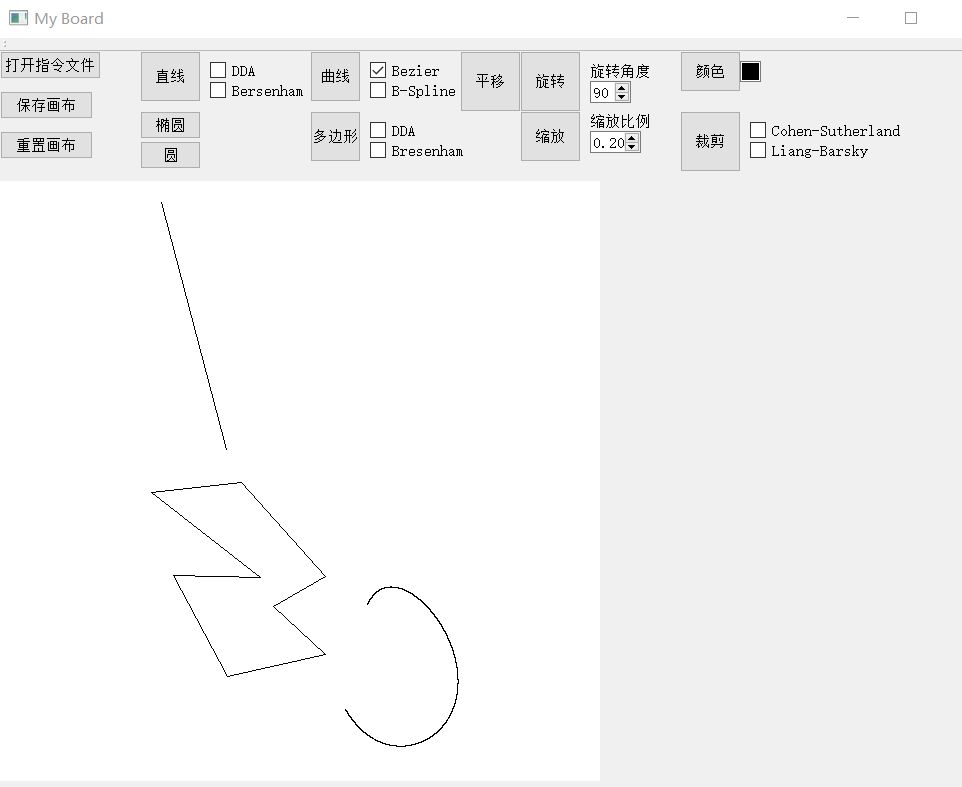 My Board
打开指令文件
保存画布
重置画布
直线
DDA
Bersenham
椭圆
圆
曲线
Bezier
B-Spline
多边形
DDA
Bresenham
平移
旋转
旋转角度
90
缩放
缩放比例
0.20
颜色
裁剪
Cohen-Sutherland
Liang-Barsky